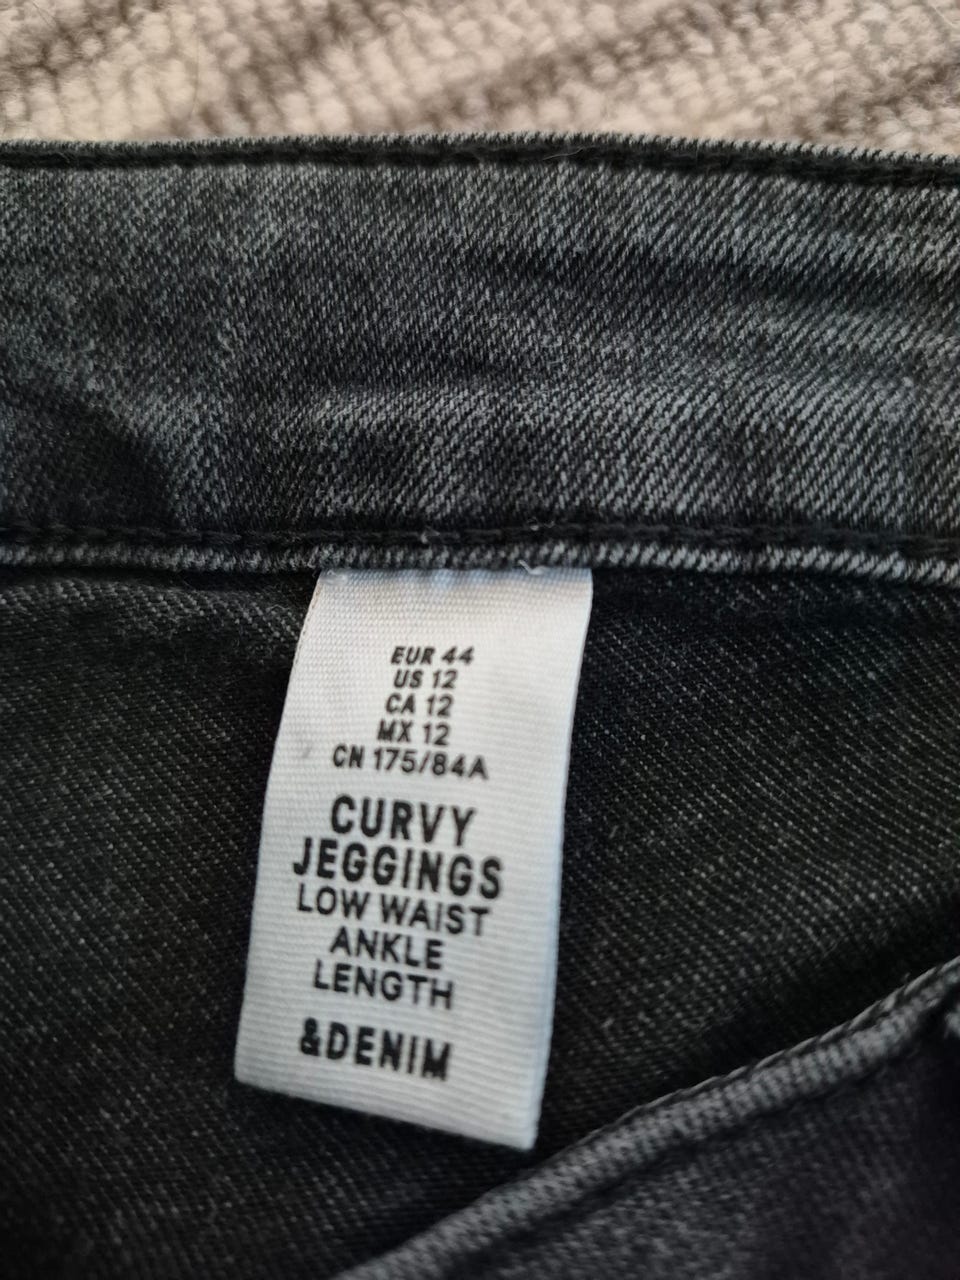 EUR 44
US 12
CA 12
MX 12
CN 175/84A
CURVY
JEGGINGS
LOW WAIST
ANKLE
LENGTH
&DENIM